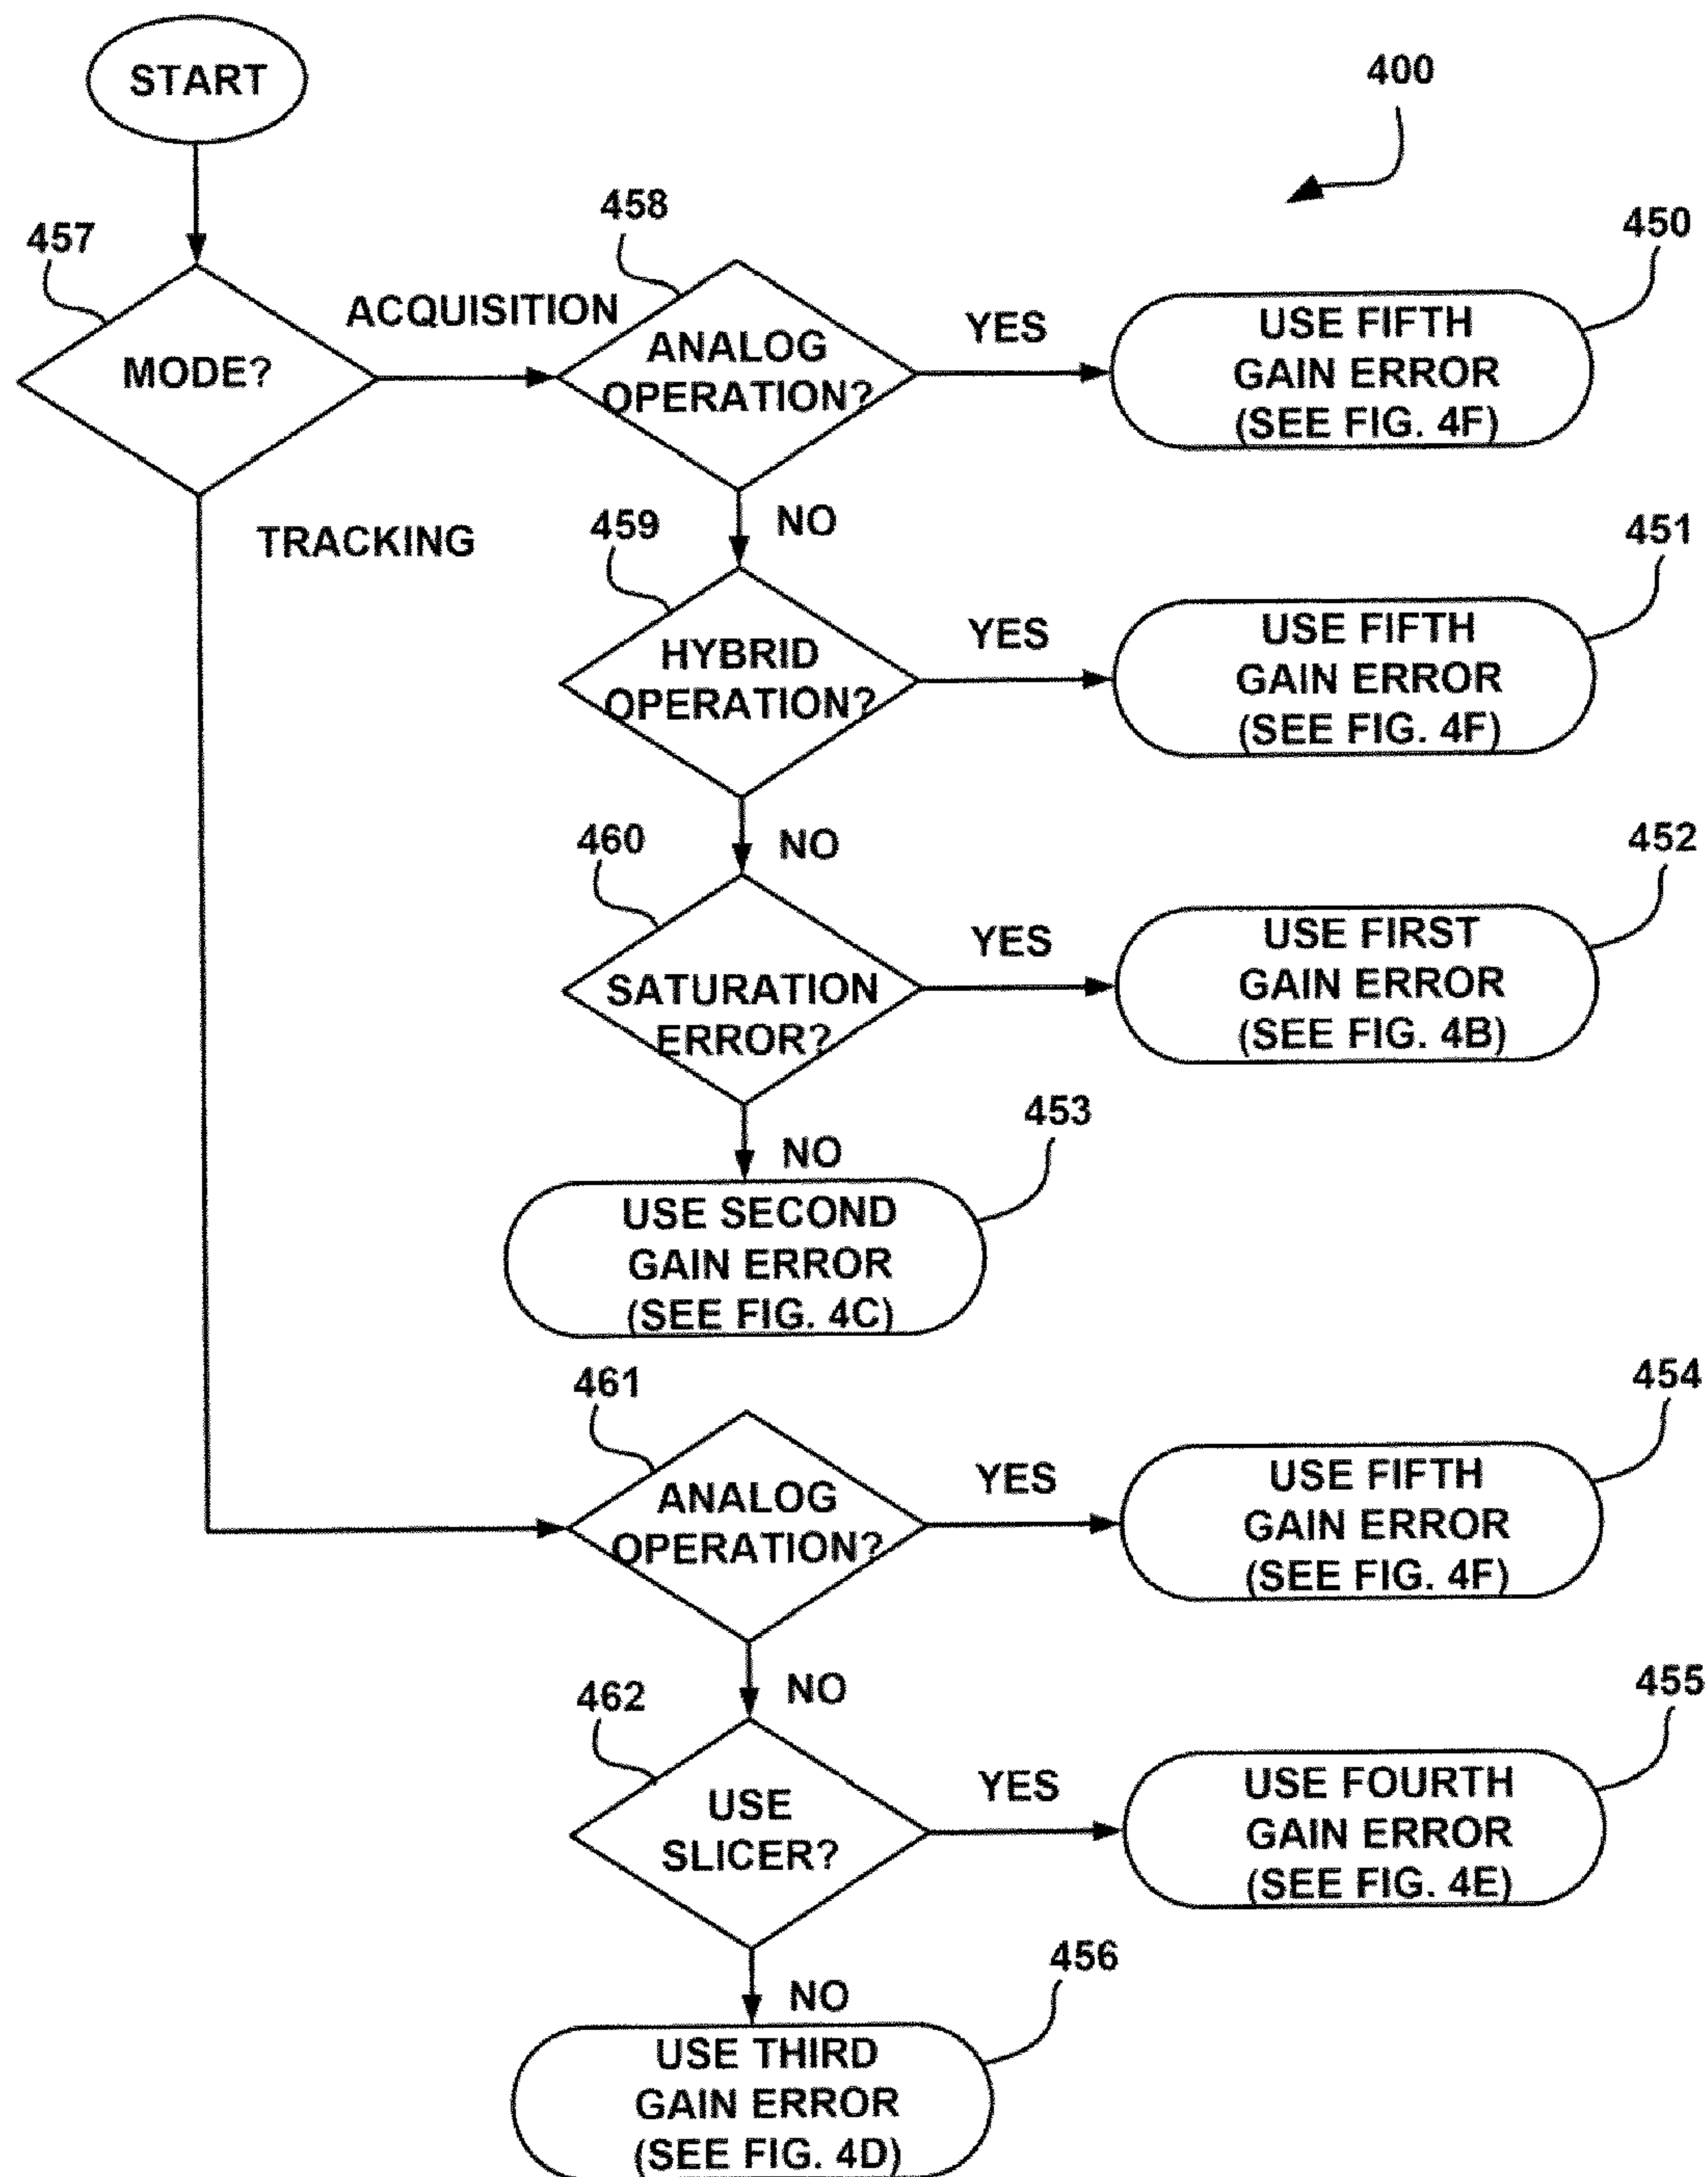 START
400
457
MODE?
ACQUISITION
TRACKING
458
ANALOG
OPERATION?
YES
450
USE FIFTH
GAIN ERROR
(SEE FIG. 4F)
NO
459
HYBRID
OPERATION?
YES
451
USE FIFTH
GAIN ERROR
(SEE FIG. 4F)
NO
460
SATURATION
ERROR?
YES
452
USE FIRST
GAIN ERROR
(SEE FIG. 4B)
NO
453
USE SECOND
GAIN ERROR
(SEE FIG. 4C)
461
ANALOG
OPERATION?
YES
454
USE FIFTH
GAIN ERROR
(SEE FIG. 4F)
NO
462
USE
SLICER?
YES
455
USE FOURTH
GAIN ERROR
(SEE FIG. 4E)
NO
456
USE THIRD
GAIN ERROR
(SEE FIG. 4D)